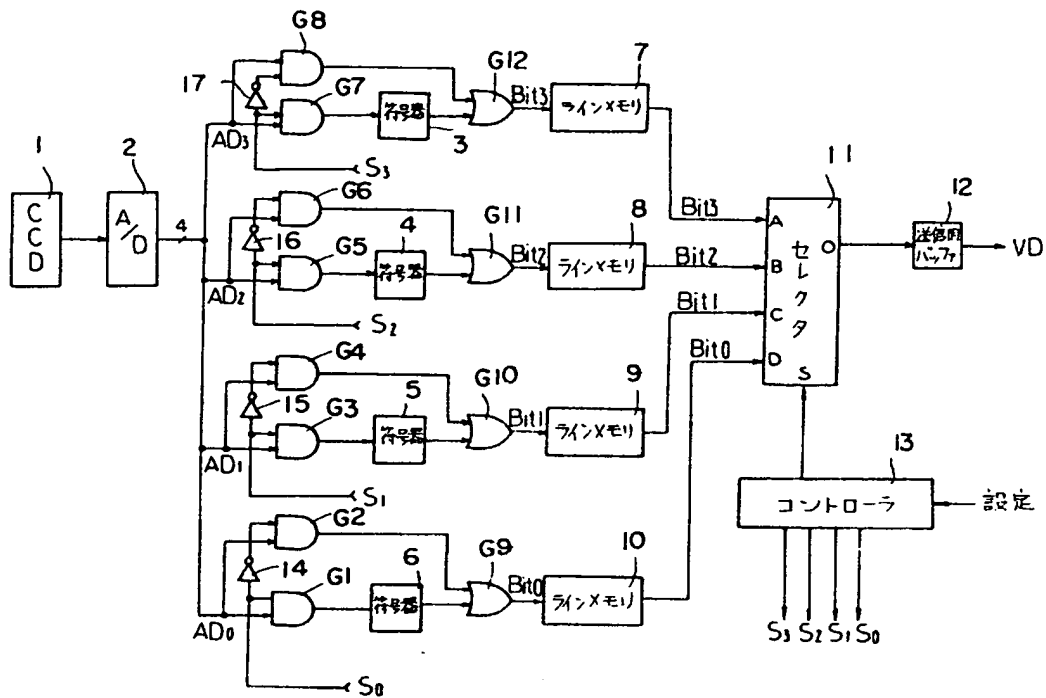 G8
17
G7
G12
Bit3
7
ラインメモリ
符号器
3
AD3
S3
1
CCD
2
A/D
4
G6
16
G5
4
符号器
G11
Bit2
8
ラインメモリ
AD2
S2
Bit3
Bit2
Bit1
Bit0
11
A
B
C
D
S
O
セレクタ
12
送信用
バッファ
VD
G4
15
G3
5
符号器
G10
Bit1
9
ラインメモリ
AD1
S1
13
コントローラ
設定
S3 S2 S1 S0
G2
14
G1
6
符号器
G9
Bit0
10
ラインメモリ
AD0
S0